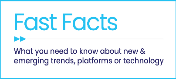 Fast Facts
What you need to know about new &
emerging trends, platforms or technology